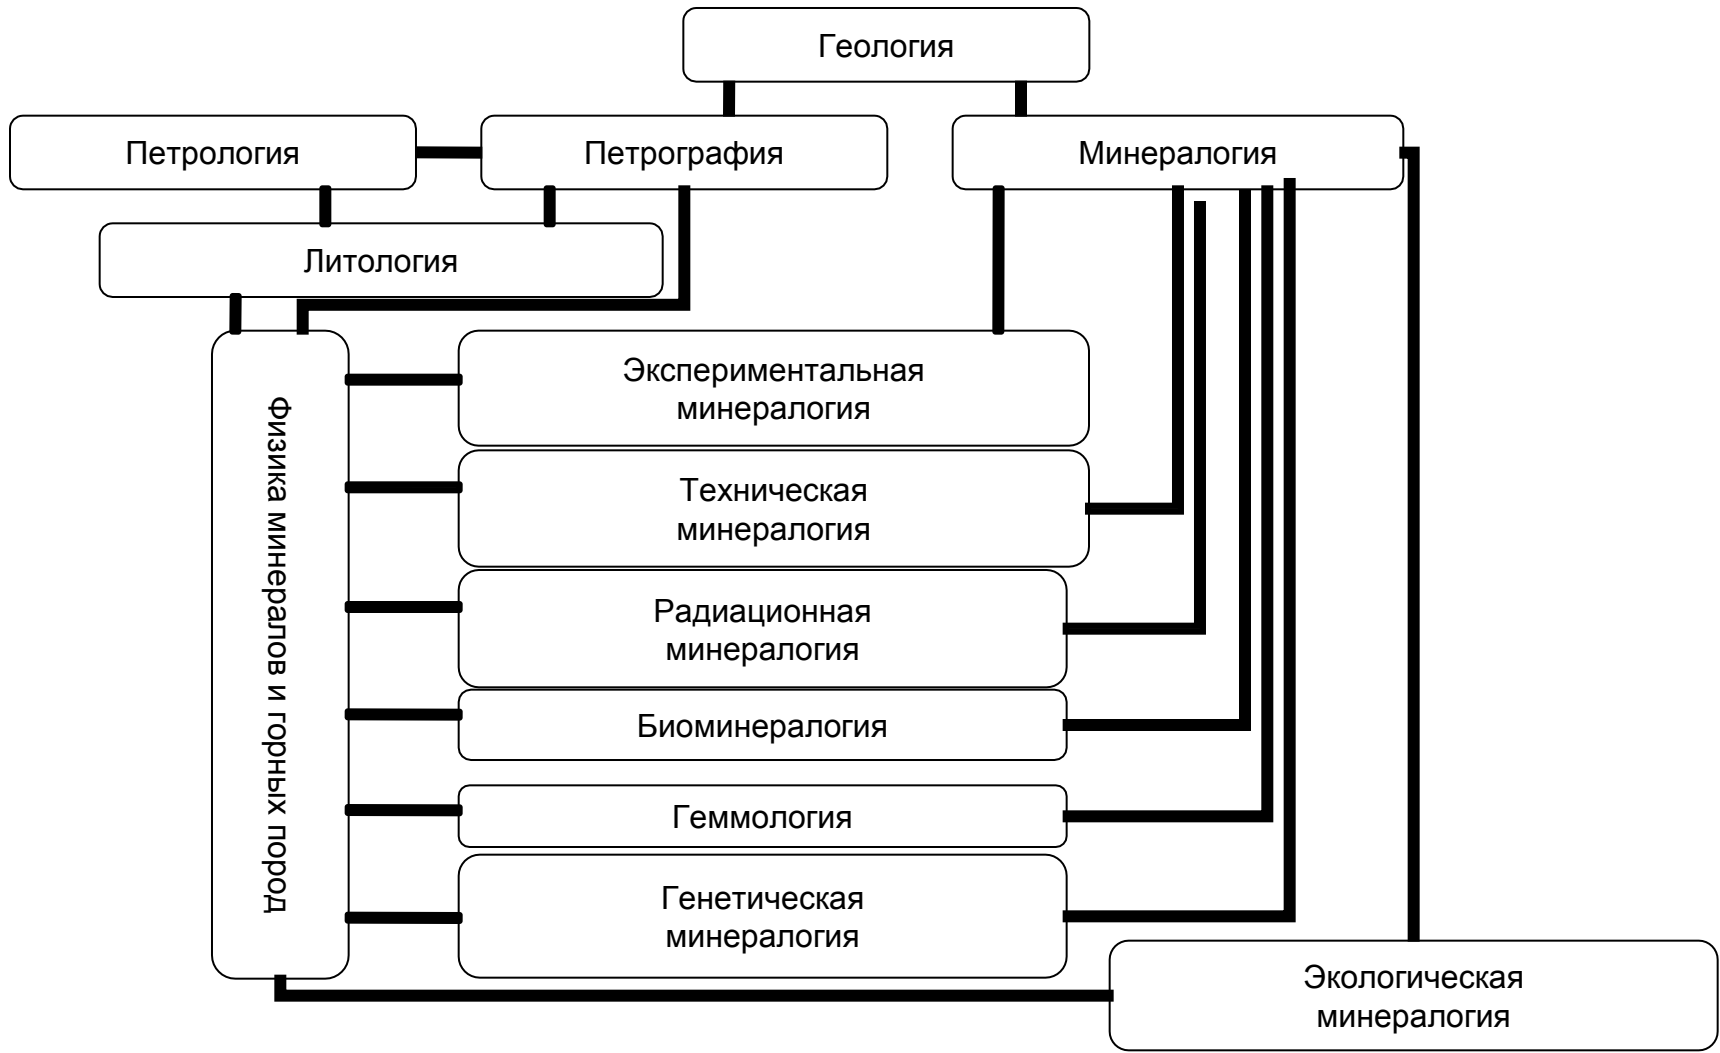 Геология
Петрология
Петрография
Минералогия
Литология
Физика минералов и горных пород
Экспериментальная
минералогия
Техническая
минералогия
Радиационная
минералогия
Биоминералогия
Геммология
Генетическая
минералогия
Экологическая
минералогия